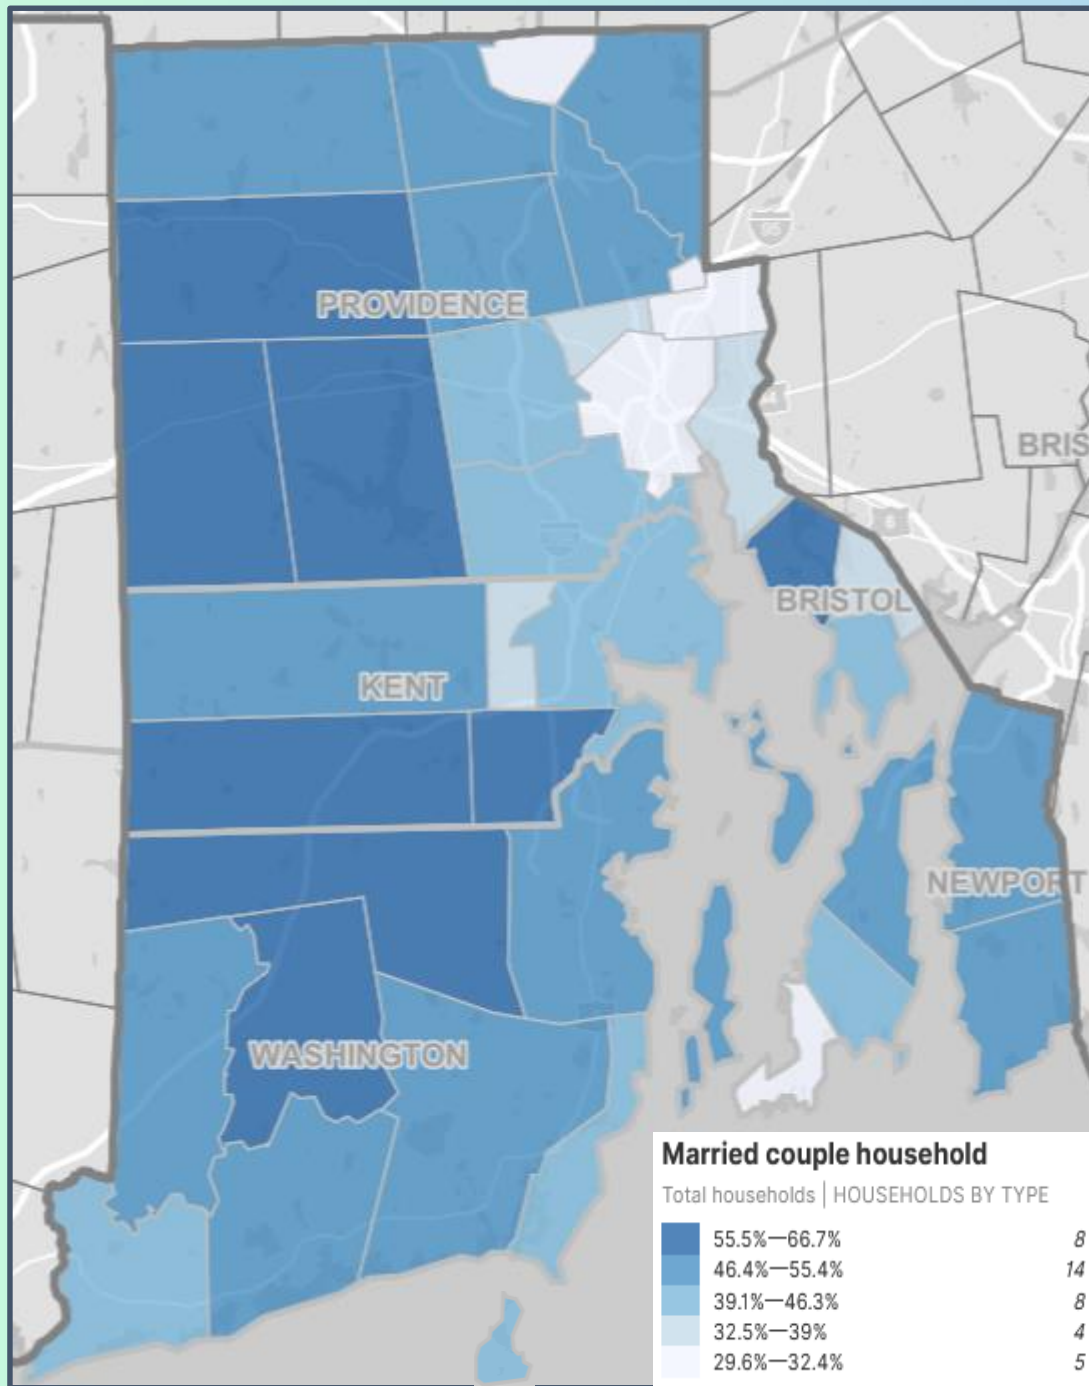 95
PROVIDENCE
BRIS
BRISTOL
KENT
NEWPORT
WASHINGTON
Married couple household
Total households | HOUSEHOLDS BY TYPE
55.5%—66.7% 8
46.4%—55.4% 14
39.1%—46.3% 8
32.5%—39% 4
29.6%—32.4% 5